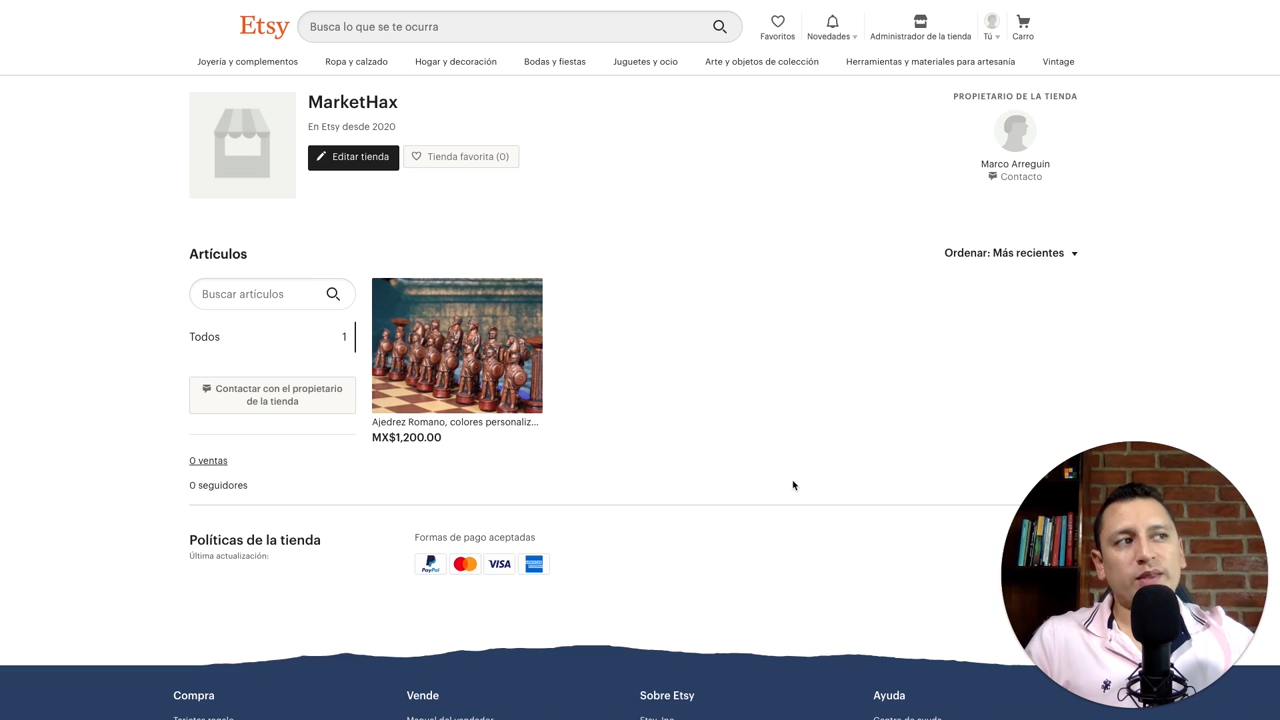 Etsy
Busca lo que se te ocurra
Favoritos
Novedades
Administrador de la tienda
Tú
Carro
Joyería y complementos
Ropa y calzado
Hogar y decoración
Bodas y fiestas
Juguetes y ocio
Arte y objetos de colección
Herramientas y materiales para artesanía
Vintage
MarketHax
En Etsy desde 2020
Editar tienda
Tienda favorita (0)
PROPIETARIO DE LA TIENDA
Marco Arreguin
Contacto
Artículos
Ordenar: Más recientes
Buscar artículos
Todos 1
Contactar con el propietario
de la tienda
0 ventas
0 seguidores
Ajedrez Romano, colores personaliz...
MX$1,200.00
Políticas de la tienda
Última actualización:
Formas de pago aceptadas
PayPal
VISA
Compra
Vende
Sobre Etsy
Ayuda